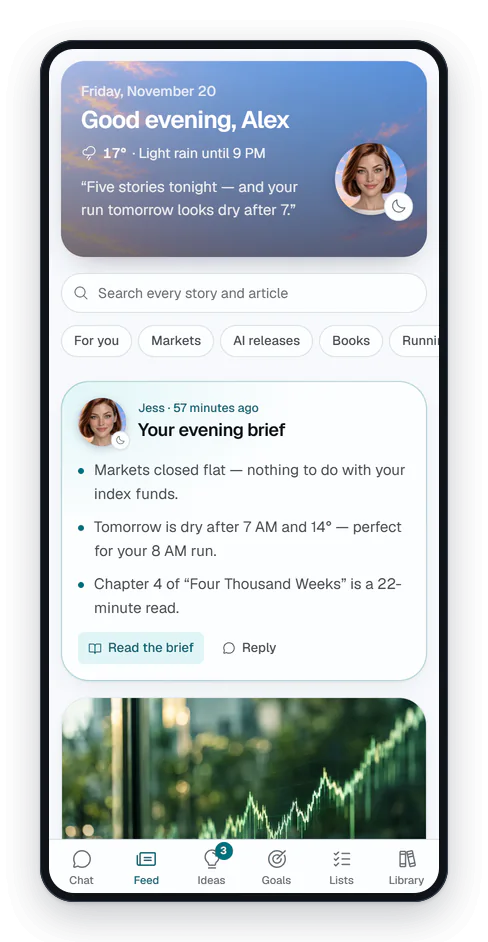 Friday, November 20
Good evening, Alex
17° · Light rain until 9 PM
“Five stories tonight — and your
run tomorrow looks dry after 7.”
Search every story and article
For you
Markets
AI releases
Books
Runnin
Jess · 57 minutes ago
Your evening brief
Markets closed flat — nothing to do with your
index funds.
Tomorrow is dry after 7 AM and 14° — perfect
for your 8 AM run.
Chapter 4 of “Four Thousand Weeks” is a 22-
minute read.
Read the brief
Reply
3
Chat
Feed
Ideas
Goals
Lists
Library